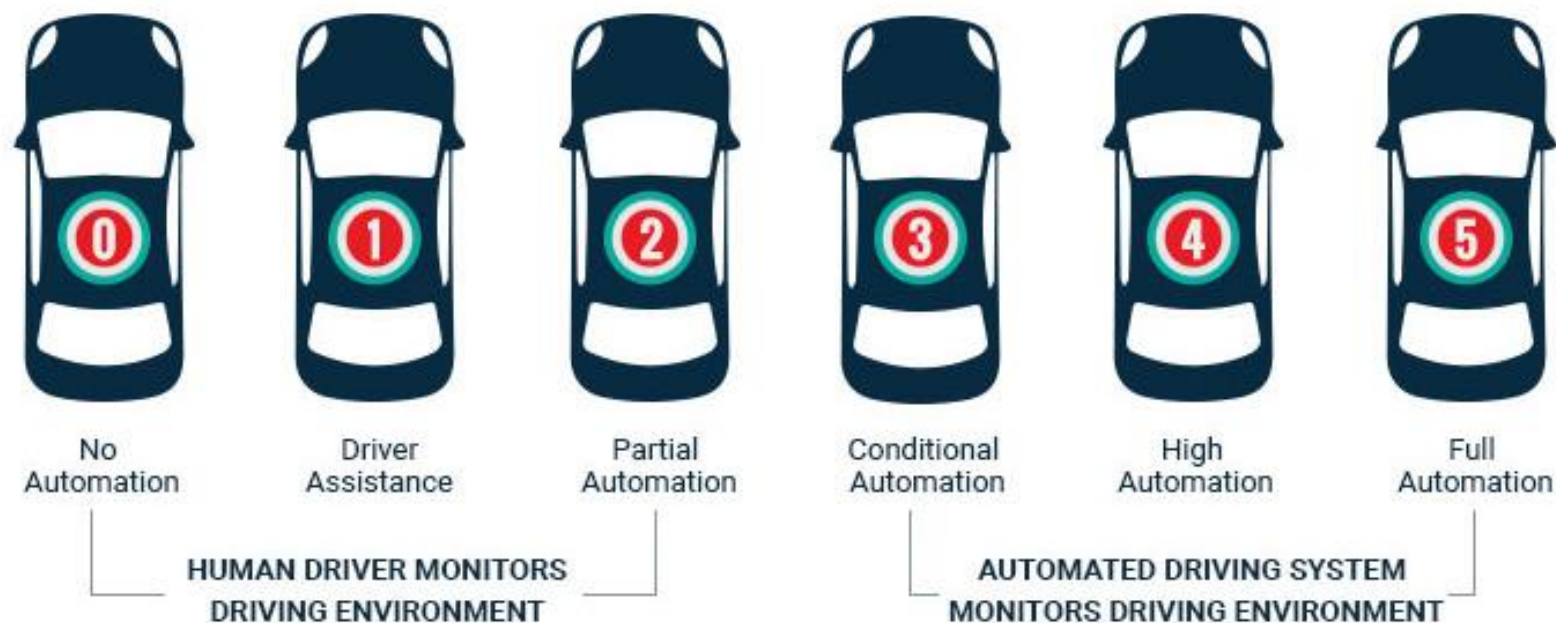 0
1
2
3
4
5
No
Automation
Driver
Assistance
Partial
Automation
Conditional
Automation
High
Automation
Full
Automation
HUMAN DRIVER MONITORS
DRIVING ENVIRONMENT
AUTOMATED DRIVING SYSTEM
MONITORS DRIVING ENVIRONMENT